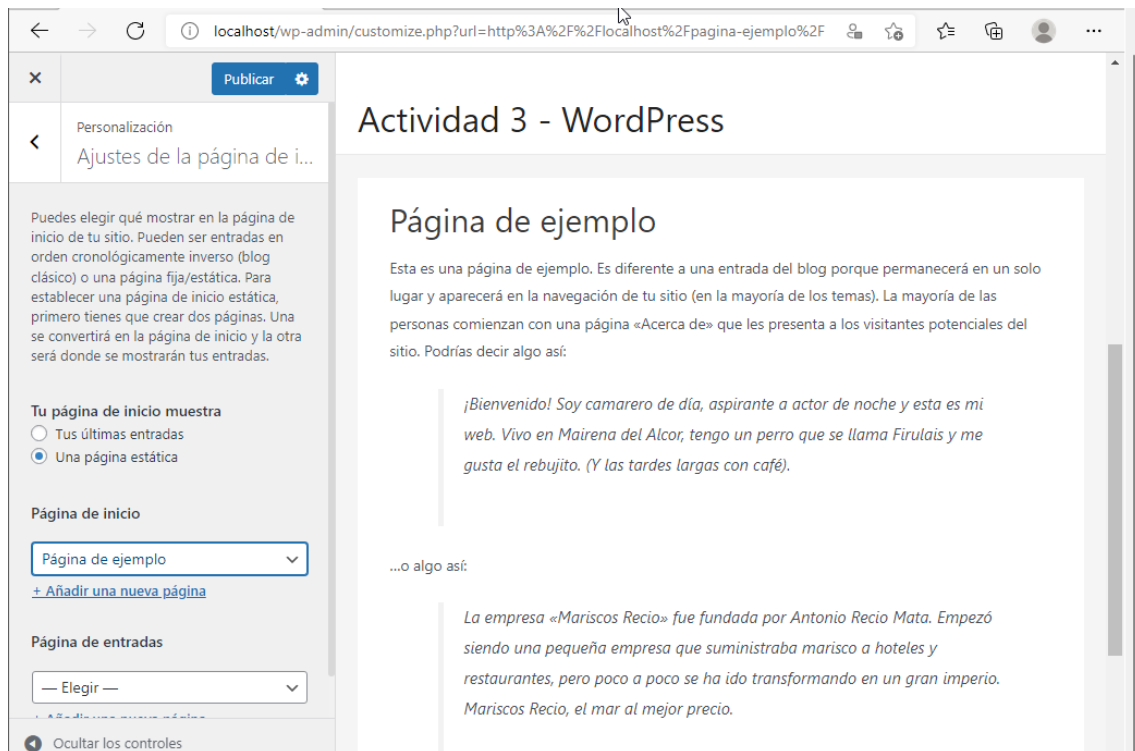 localhost/wp-admin/customize.php?url=http%3A%2F%2Flocalhost%2Fpagina-ejemplo%2F
Publicar
Personalización
Ajustes de la página de i...
Puedes elegir qué mostrar en la página de
inicio de tu sitio. Pueden ser entradas en
orden cronológicamente inverso (blog
clásico) o una página fija/estática. Para
establecer una página de inicio estática,
primero tienes que crear dos páginas. Una
se convertirá en la página de inicio y la otra
será donde se mostrarán tus entradas.
Tu página de inicio muestra
Tus últimas entradas
Una página estática
Página de inicio
Página de ejemplo
+ Añadir una nueva página
Página de entradas
— Elegir —
+ Añadir una nueva página
Ocultar los controles
Actividad 3 - WordPress
Página de ejemplo
Esta es una página de ejemplo. Es diferente a una entrada del blog porque permanecerá en un solo
lugar y aparecerá en la navegación de tu sitio (en la mayoría de los temas). La mayoría de las
personas comienzan con una página «Acerca de» que les presenta a los visitantes potenciales del
sitio. Podrías decir algo así:
¡Bienvenido! Soy camarero de día, aspirante a actor de noche y esta es mi
web. Vivo en Mairena del Alcor, tengo un perro que se llama Firulais y me
gusta el rebujito. (Y las tardes largas con café).
...o algo así:
La empresa «Mariscos Recio» fue fundada por Antonio Recio Mata. Empezó
siendo una pequeña empresa que suministraba marisco a hoteles y
restaurantes, pero poco a poco se ha ido transformando en un gran imperio.
Mariscos Recio, el mar al mejor precio.